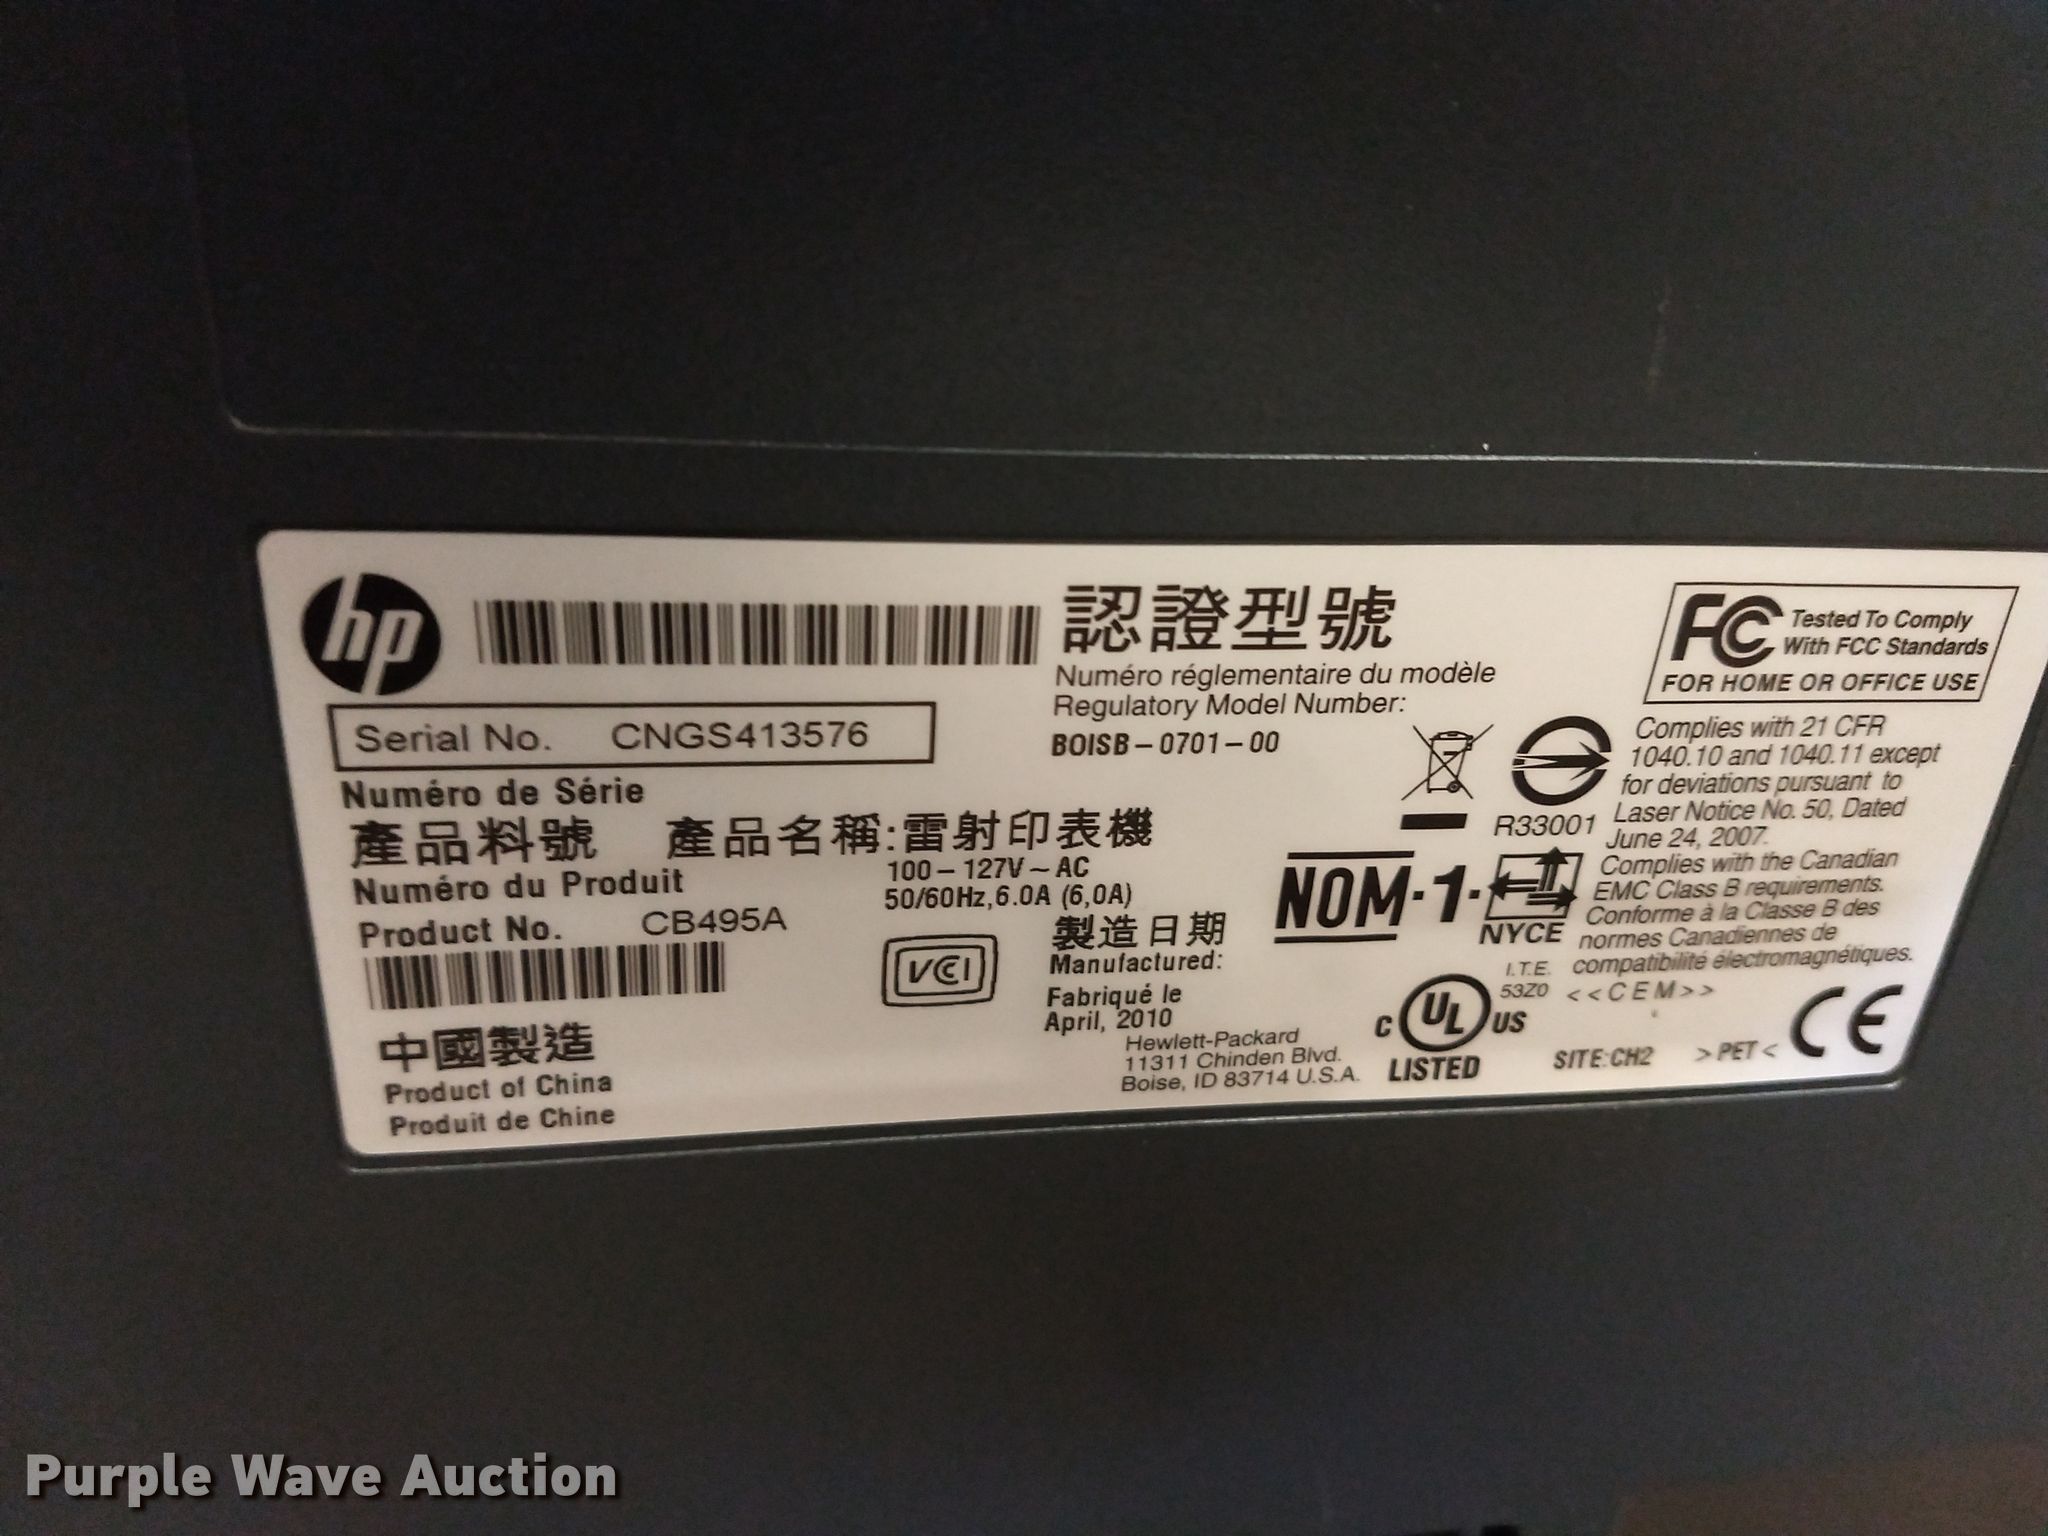 hp
認證型號
Numéro réglementaire du modèle
Regulatory Model Number:
BOISB-0701-00
FC Tested To Comply
With FCC Standards
FOR HOME OR OFFICE USE
Serial No. CNGS413576
Numéro de Série
產品料號 產品名稱:雷射印表機
Numéro du Produit
100-127V~AC
50/60Hz,6.0A (6,0A)
Product No. CB495A
VCI
製造日期
Manufactured:
Fabriqué le
April, 2010
中國製造
Product of China
Produit de Chine
Hewlett-Packard
11311 Chinden Blvd.
Boise, ID 83714 U.S.A.
R33001
NOM-1-
NYCE
Complies with 21 CFR
1040.10 and 1040.11 except
for deviations pursuant to
Laser Notice No. 50, Dated
June 24, 2007.
Complies with the Canadian
EMC Class B requirements.
Conforme à la Classe B des
normes Canadiennes de
compatibilité électromagnétiques.
<<CEM>>
I.T.E.
53Z0
C UL US
LISTED
SITE:CH2 >PET< CE
Purple Wave Auction